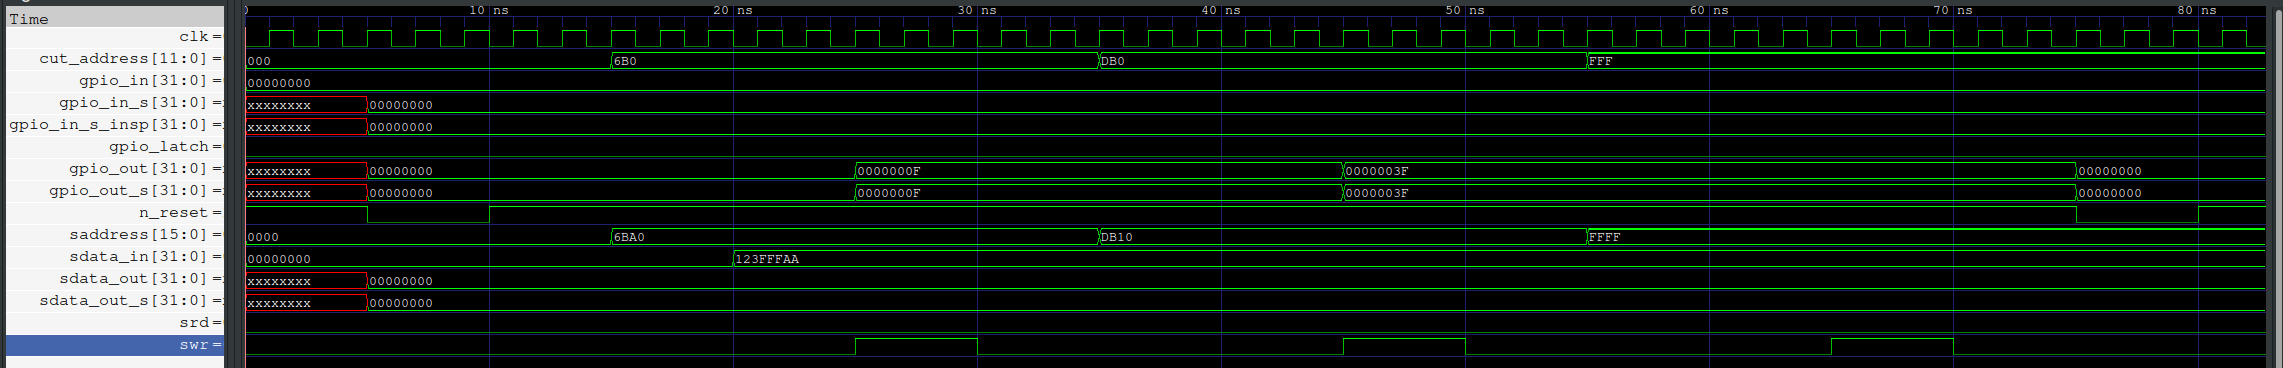 0 10 ns 20 ns 30 ns 40 ns 50 ns 60 ns 70 ns 80 ns
Time
clk =
cut_address[11:0] = 000 6B0 DB0 FFF
gpio_in[31:0] = 00000000
gpio_in_s[31:0] = xxxxxxxx 00000000
gpio_in_s_insp[31:0] = xxxxxxxx 00000000
gpio_latch =
gpio_out[31:0] = xxxxxxxx 00000000 0000000F 0000003F 00000000
gpio_out_s[31:0] = xxxxxxxx 00000000 0000000F 0000003F 00000000
n_reset =
saddress[15:0] = 0000 6BA0 DB10 FFFF
sdata_in[31:0] = 00000000 123FFFAA
sdata_out[31:0] = xxxxxxxx 00000000
sdata_out_s[31:0] = xxxxxxxx 00000000
srd =
swr =